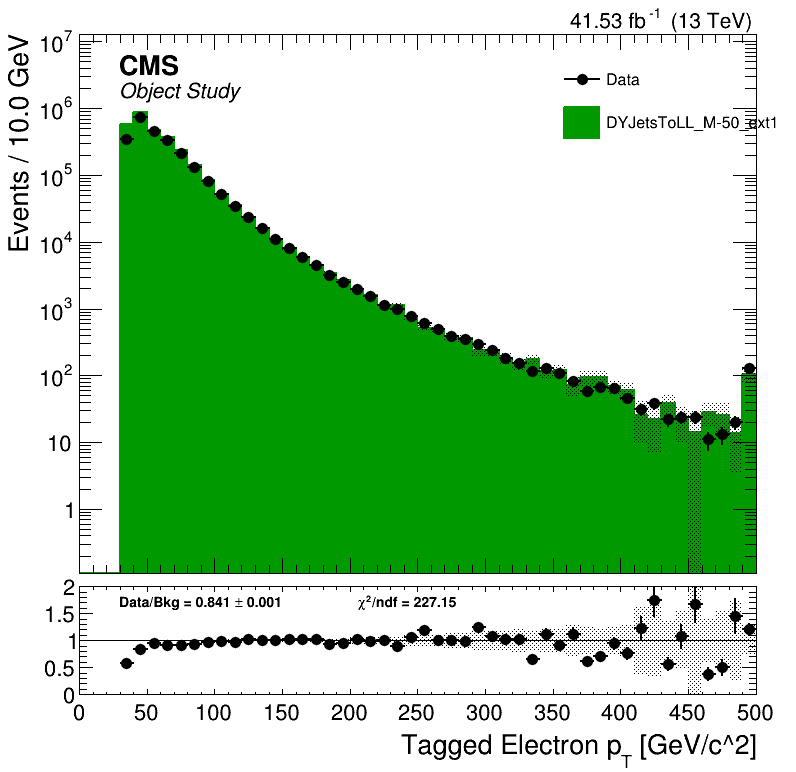 41.53 fb⁻¹ (13 TeV)
CMS
Object Study
Data
DYJetsToLL_M-50_ext1
Events / 10.0 GeV
10⁷
10⁶
10⁵
10⁴
10³
10²
10
1
Data/Bkg = 0.841 ± 0.001
χ²/ndf = 227.15
2
1.5
1
0.5
0
0 50 100 150 200 250 300 350 400 450 500
Tagged Electron p_T [GeV/c^2]